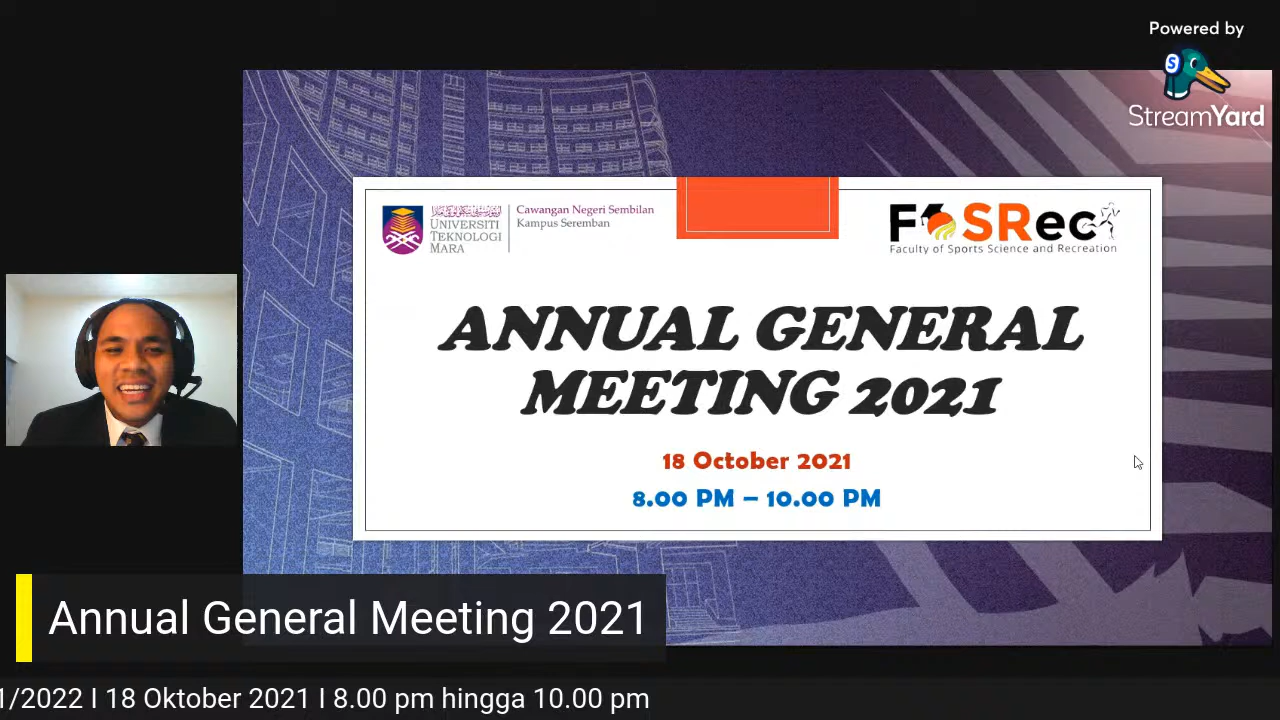 Powered by
StreamYard
UNIVERSITI
TEKNOLOGI
MARA
Cawangan Negeri Sembilan
Kampus Seremban
FOSRec
Faculty of Sports Science and Recreation
ANNUAL GENERAL
MEETING 2021
18 October 2021
8.00 PM – 10.00 PM
Annual General Meeting 2021
1/2022 I 18 Oktober 2021 I 8.00 pm hingga 10.00 pm